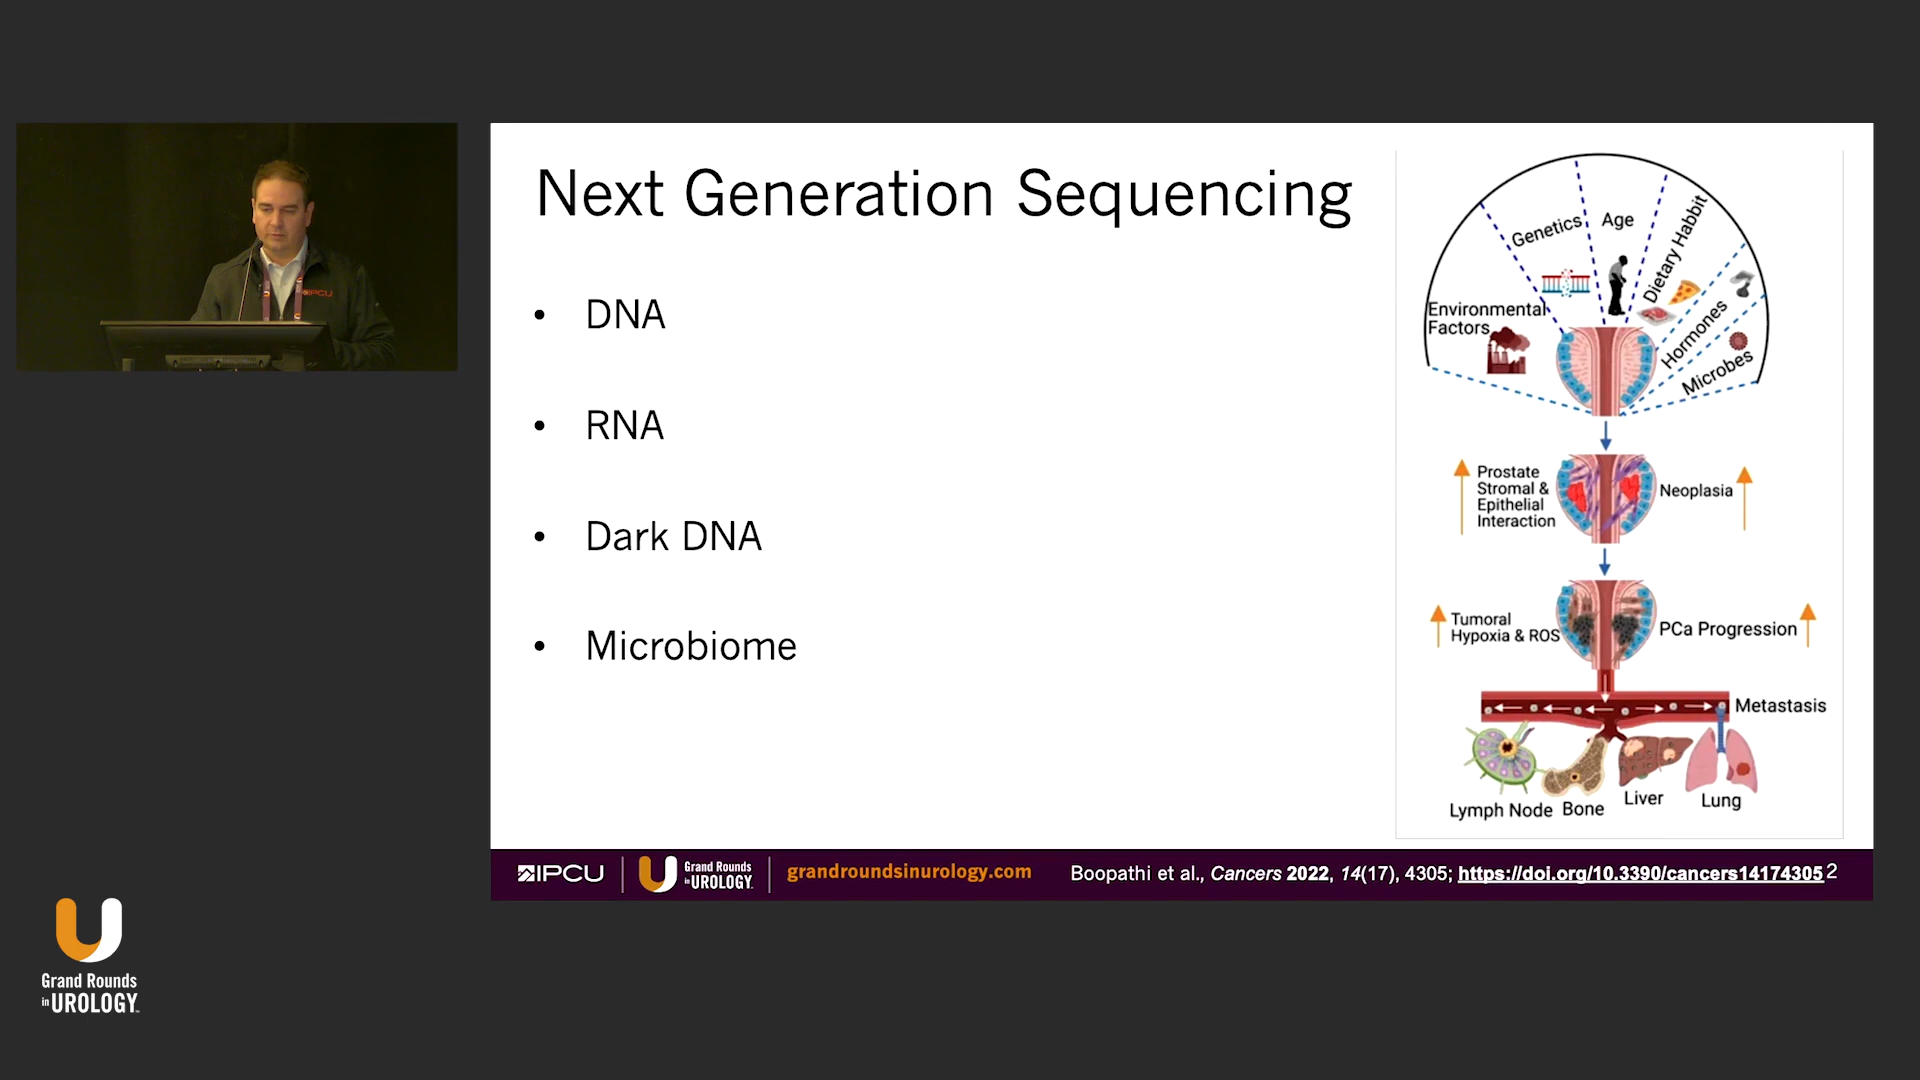 Next Generation Sequencing
• DNA
• RNA
• Dark DNA
• Microbiome
Environmental
Factors
Genetics
Age
Dietary Habbit
Hormones
Microbes
Prostate
Stromal &
Epithelial
Interaction
Neoplasia
Tumoral
Hypoxia & ROS
PCa Progression
Metastasis
Lymph Node
Bone
Liver
Lung
IPCU
Grand Rounds
in UROLOGY
grandroundsinurology.com
Boopathi et al., Cancers 2022, 14(17), 4305; https://doi.org/10.3390/cancers14174305
2
IPCU
Grand Rounds
in UROLOGY